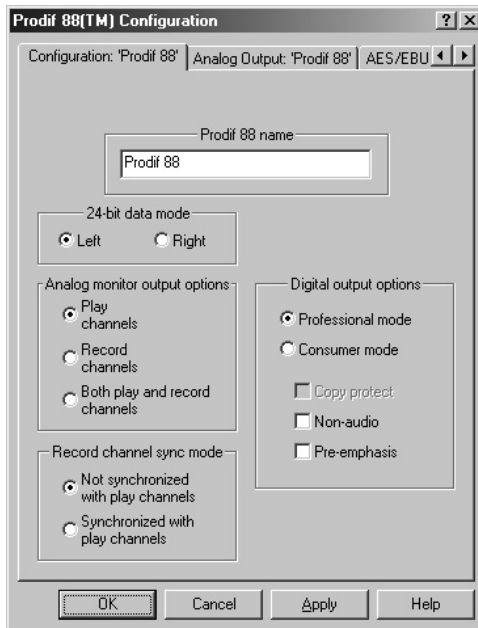 Prodif 88(TM) Configuration
Configuration: 'Prodif 88'
Analog Output: 'Prodif 88'
AES/EBU
Prodif 88 name
Prodif 88
24-bit data mode
Left
Right
Analog monitor output options
Play
channels
Record
channels
Both play and record
channels
Record channel sync mode
Not synchronized
with play channels
Synchronized with
play channels
Digital output options
Professional mode
Consumer mode
Copy protect
Non-audio
Pre-emphasis
OK
Cancel
Apply
Help